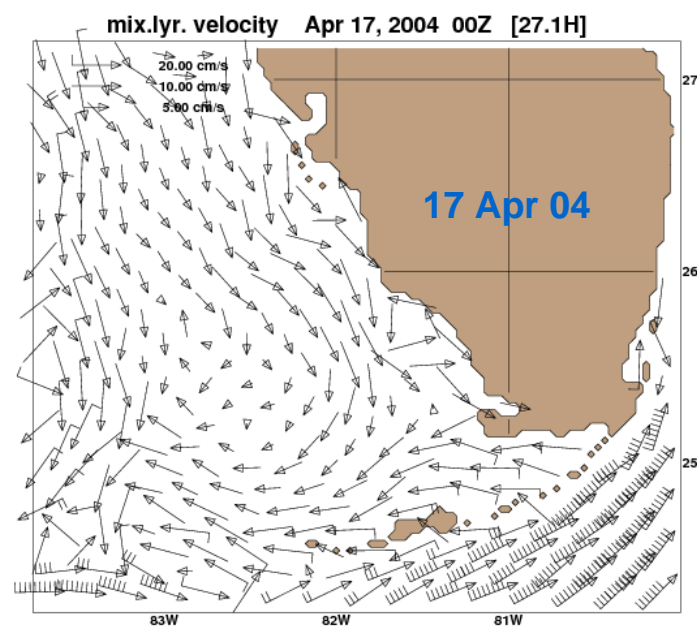 mix.lyr. velocity Apr 17, 2004 00Z [27.1H]
20.00 cm/s
10.00 cm/s
5.00 cm/s
27
17 Apr 04
26
25
83W 82W 81W